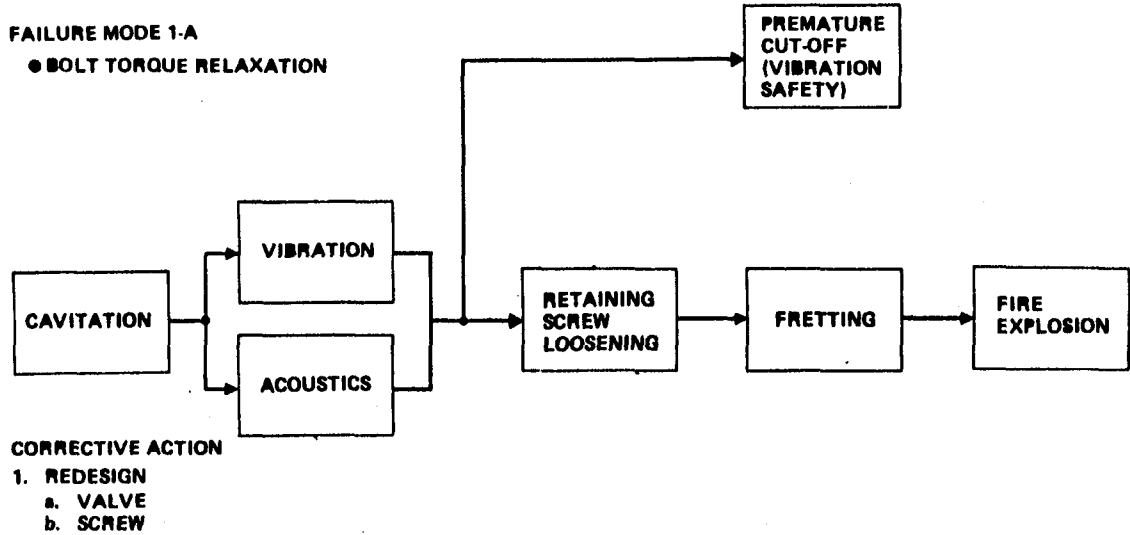 FAILURE MODE 1-A
● BOLT TORQUE RELAXATION
PREMATURE
CUT-OFF
(VIBRATION
SAFETY)
VIBRATION
CAVITATION
ACOUSTICS
RETAINING
SCREW
LOOSENING
FRETTING
FIRE
EXPLOSION
CORRECTIVE ACTION
1. REDESIGN
a. VALVE
b. SCREW